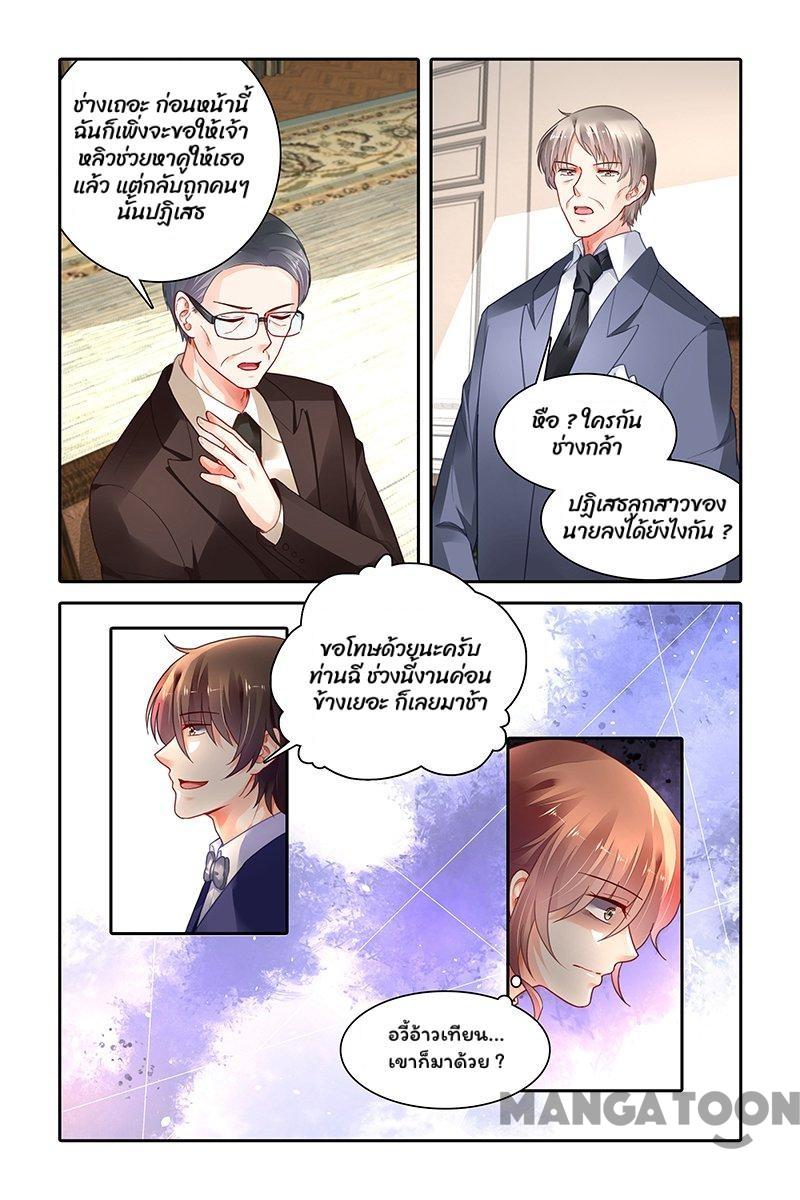 ช่างเถอะ ก่อนหน้านี้
ฉันก็เพิ่งจะขอให้เจ้า
หลิวช่วยหาคู่ให้เธอ
แล้ว แต่กลับถูกคนๆ
นั้นปฏิเสธ
หือ ? ใครกัน
ช่างกล้า
ปฏิเสธลูกสาวของ
นายลงได้ยังไงกัน ?
ขอโทษด้วยนะครับ
ท่านฉี ช่วงนี้งานค่อน
ข้างเยอะ ก็เลยมาช้า
อวี้อ้าวเทียน...
เขาก็มาด้วย ?
MANGATOON